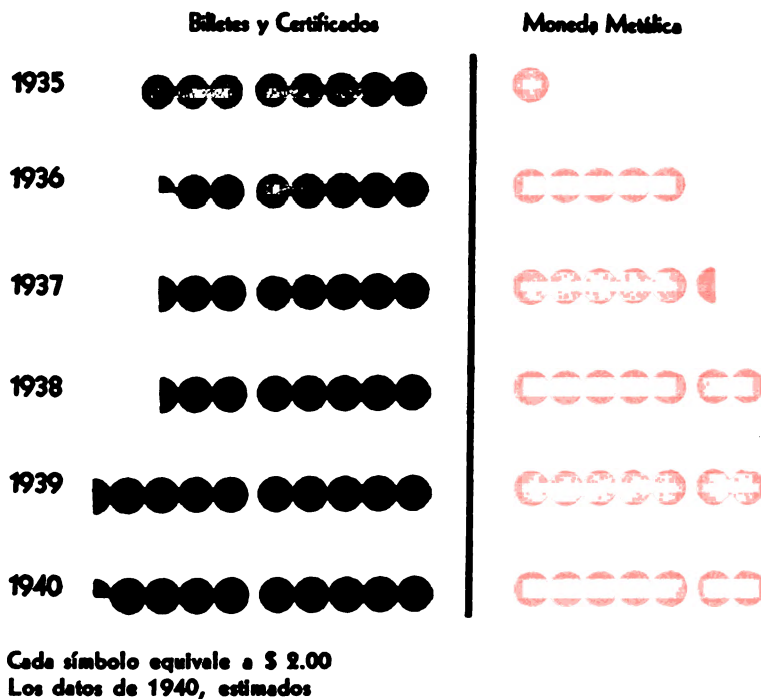 Billetes y Certificados Moneda Metálica
1935
1936
1937
1938
1939
1940
Cada símbolo equivale a $ 2.00
Los datos de 1940, estimados